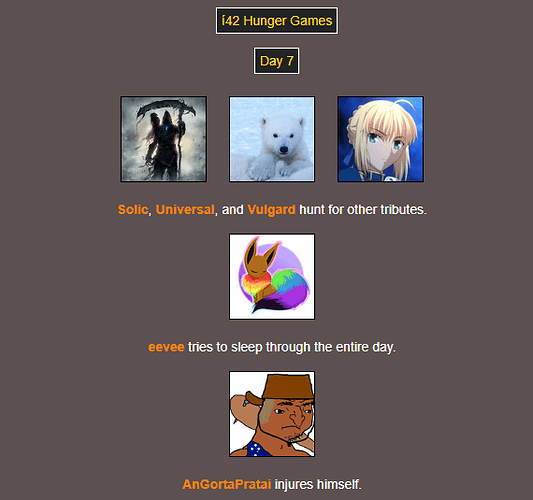 í42 Hunger Games
Day 7
Solic, Universal, and Vulgard hunt for other tributes.
eevee tries to sleep through the entire day.
AnGortaPratai injures himself.